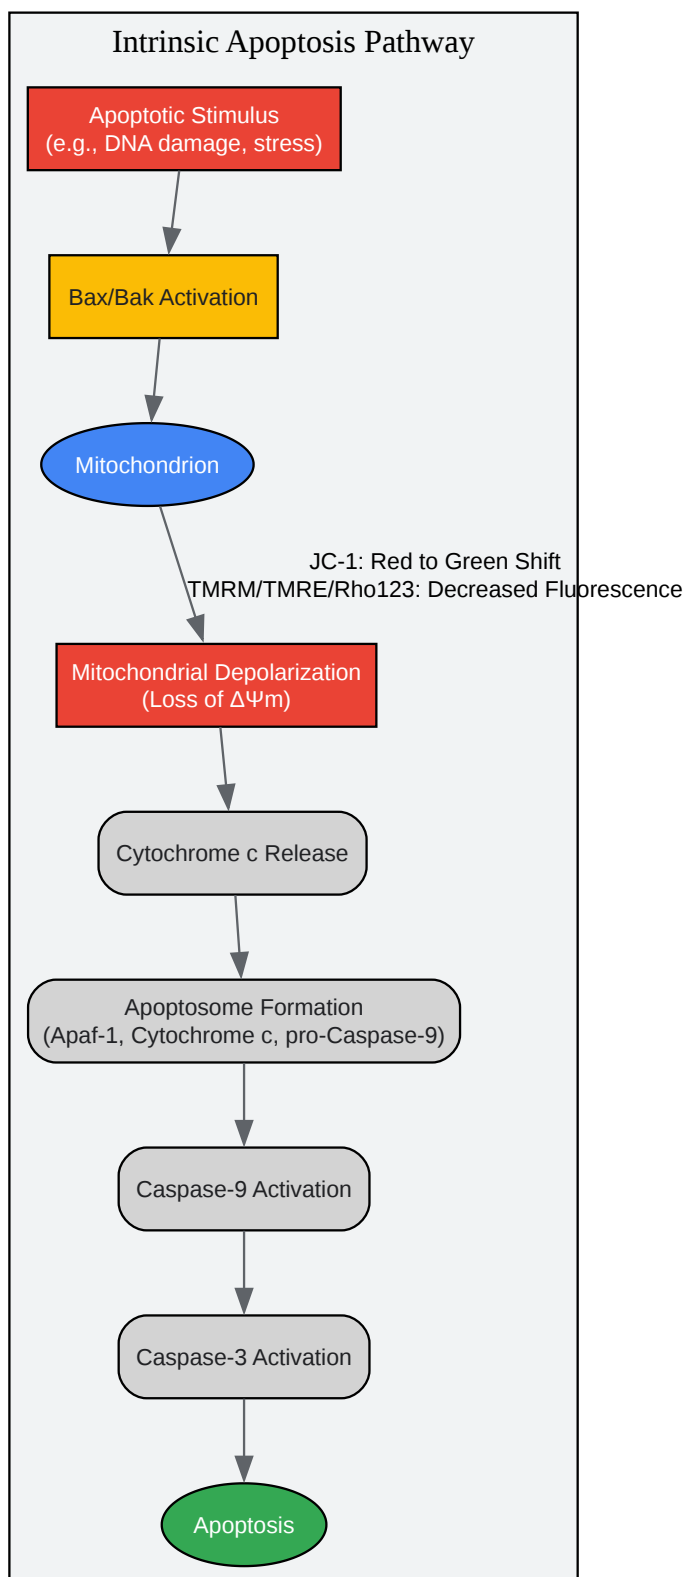 Intrinsic Apoptosis Pathway
Apoptotic Stimulus
(e.g., DNA damage, stress)
Bax/Bak Activation
Mitochondrion
JC-1: Red to Green Shift
TMRM/TMRE/Rho123: Decreased Fluorescence
Mitochondrial Depolarization
(Loss of ΔΨm)
Cytochrome c Release
Apoptosome Formation
(Apaf-1, Cytochrome c, pro-Caspase-9)
Caspase-9 Activation
Caspase-3 Activation
Apoptosis